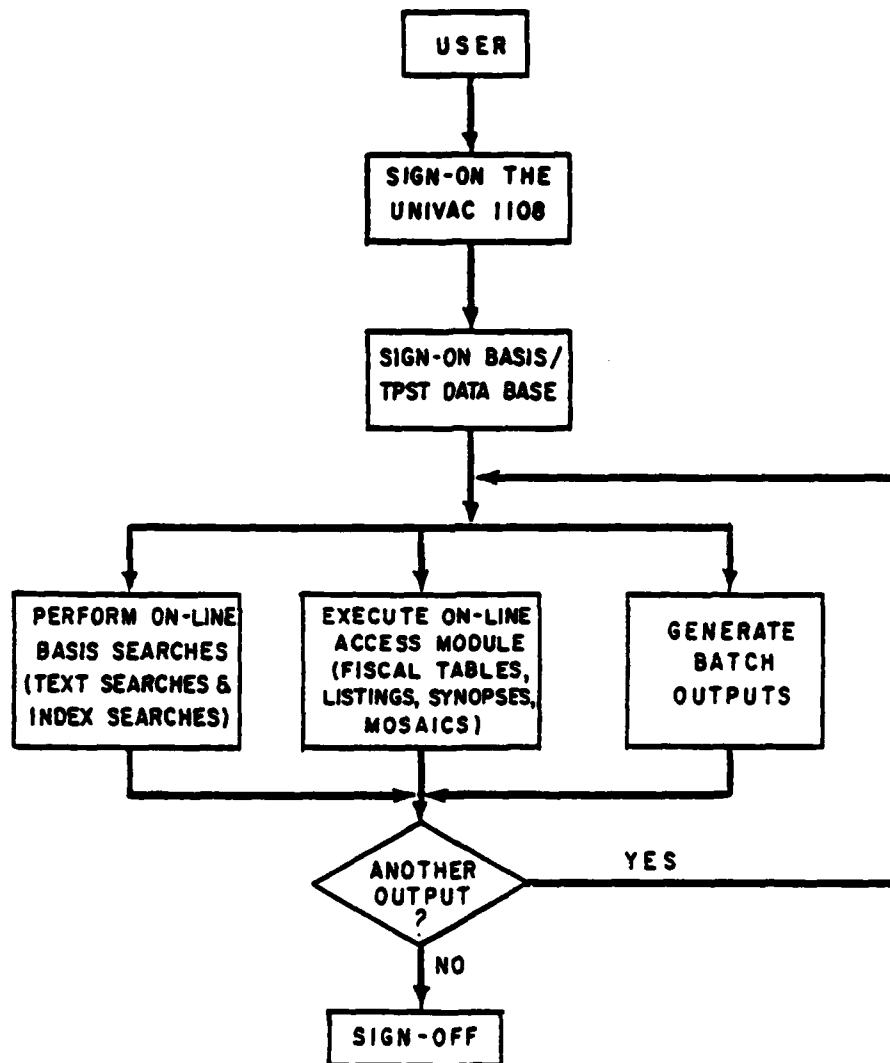 USER
SIGN-ON THE
UNIVAC 1108
SIGN-ON BASIS/
TPST DATA BASE
PERFORM ON-LINE
BASIS SEARCHES
(TEXT SEARCHES &
INDEX SEARCHES)
EXECUTE ON-LINE
ACCESS MODULE
(FISCAL TABLES,
LISTINGS, SYNOPSES,
MOSAICS)
GENERATE
BATCH
OUTPUTS
ANOTHER
OUTPUT
?
YES
NO
SIGN-OFF